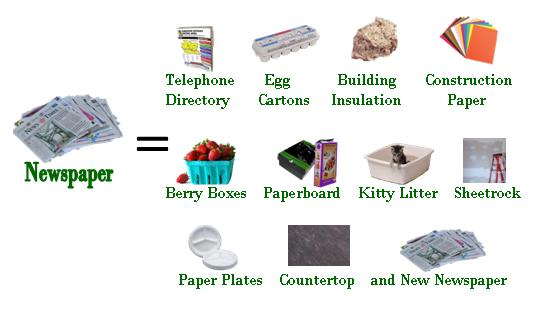 Telephone Directory
Egg Cartons
Building Insulation
Construction Paper
Newspaper
=
Berry Boxes
Paperboard
Kitty Litter
Sheetrock
Paper Plates
Countertop
and New Newspaper